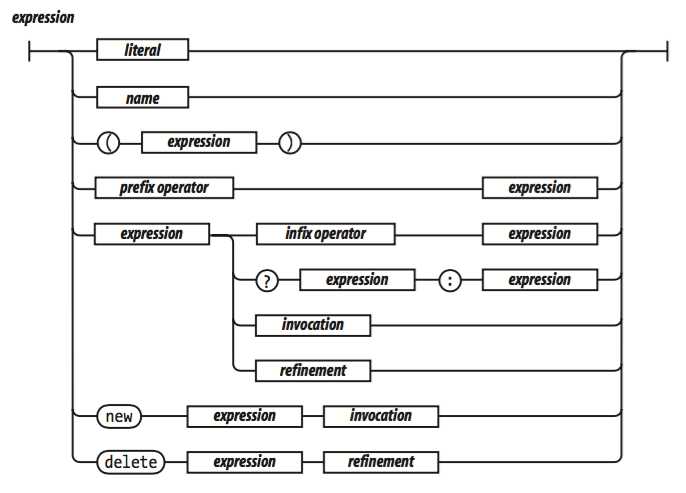 expression
literal
name
( expression )
prefix operator expression
expression infix operator expression
? expression : expression
invocation
refinement
new expression invocation
delete expression refinement